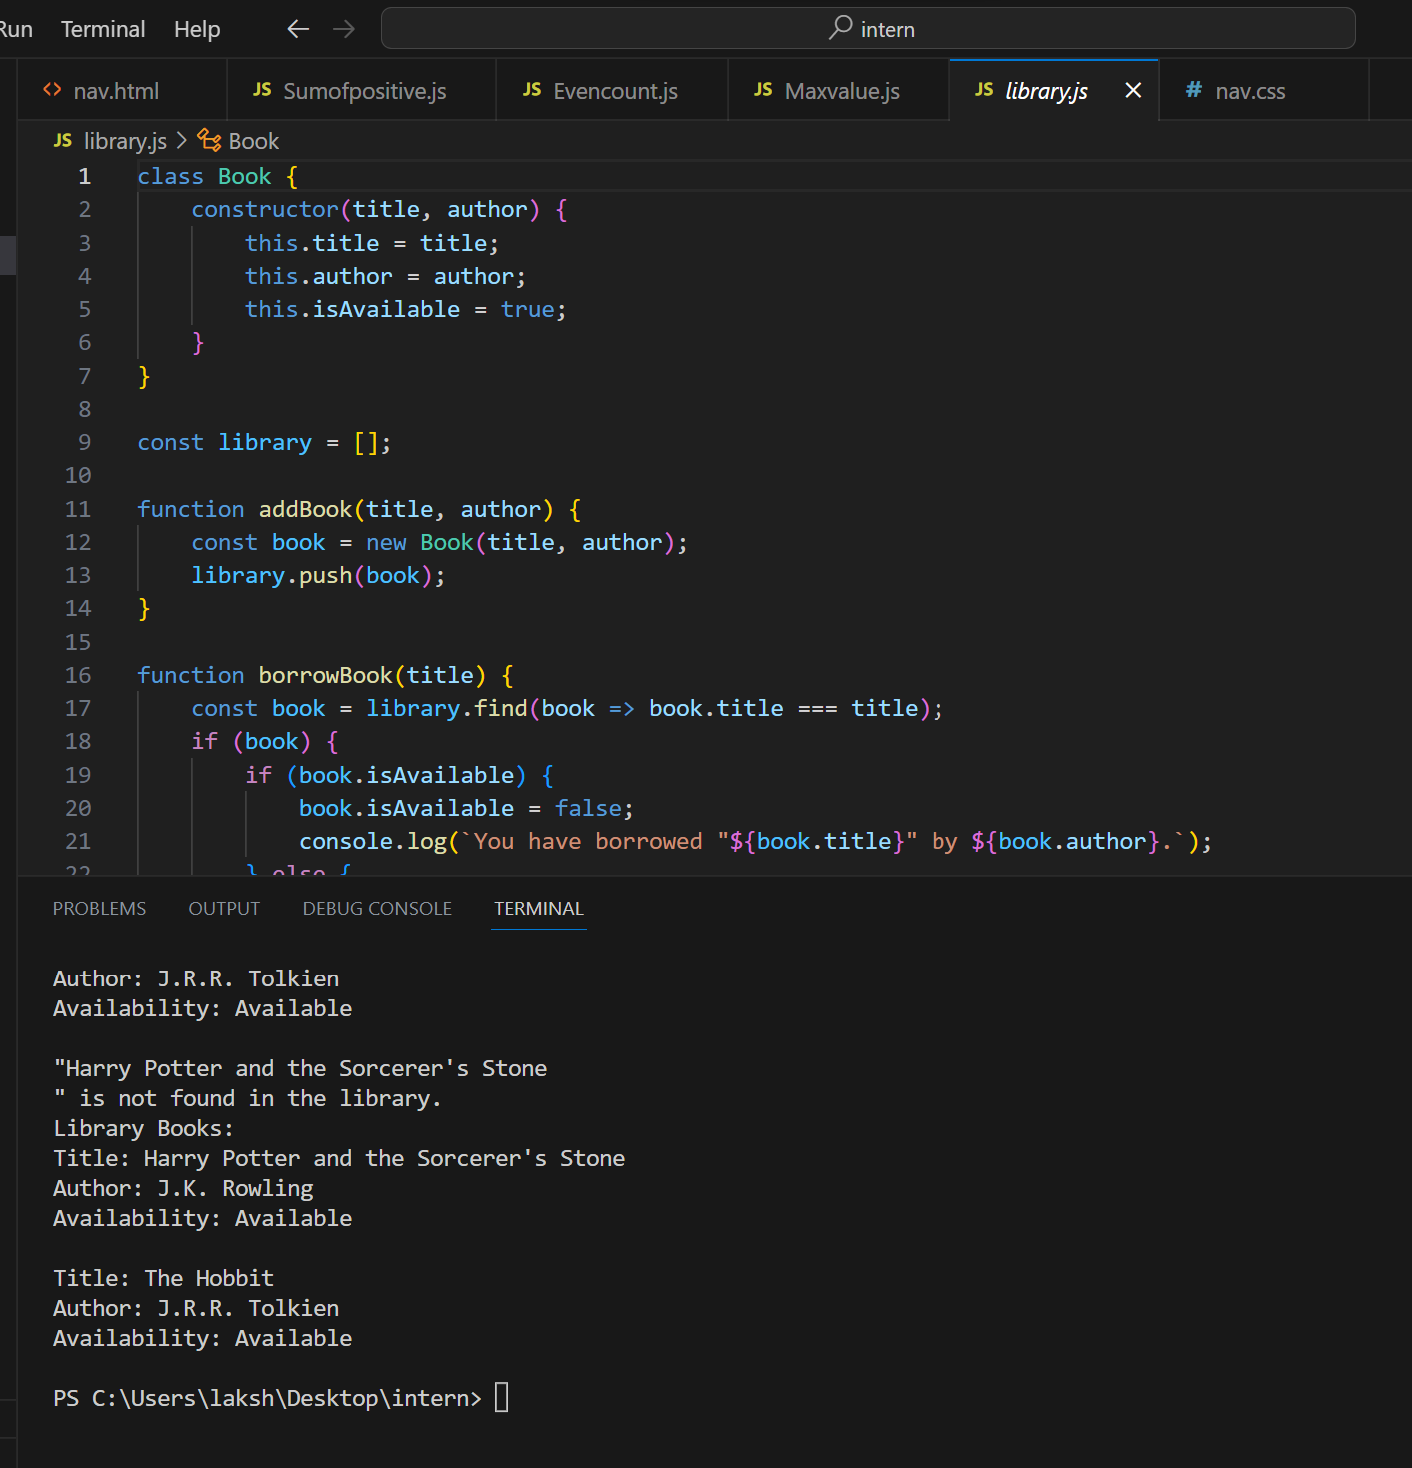 Run Terminal Help intern
nav.html JS Sumofpositive.js JS Evencount.js JS Maxvalue.js JS library.js # nav.css
JS library.js > Book
1 class Book {
2     constructor(title, author) {
3         this.title = title;
4         this.author = author;
5         this.isAvailable = true;
6     }
7 }
8
9 const library = [];
10
11 function addBook(title, author) {
12     const book = new Book(title, author);
13     library.push(book);
14 }
15
16 function borrowBook(title) {
17     const book = library.find(book => book.title === title);
18     if (book) {
19         if (book.isAvailable) {
20             book.isAvailable = false;
21             console.log(`You have borrowed "${book.title}" by ${book.author}.`);
22         } else {
PROBLEMS OUTPUT DEBUG CONSOLE TERMINAL
Author: J.R.R. Tolkien
Availability: Available
"Harry Potter and the Sorcerer's Stone
" is not found in the library.
Library Books:
Title: Harry Potter and the Sorcerer's Stone
Author: J.K. Rowling
Availability: Available
Title: The Hobbit
Author: J.R.R. Tolkien
Availability: Available
PS C:\Users\laksh\Desktop\intern>